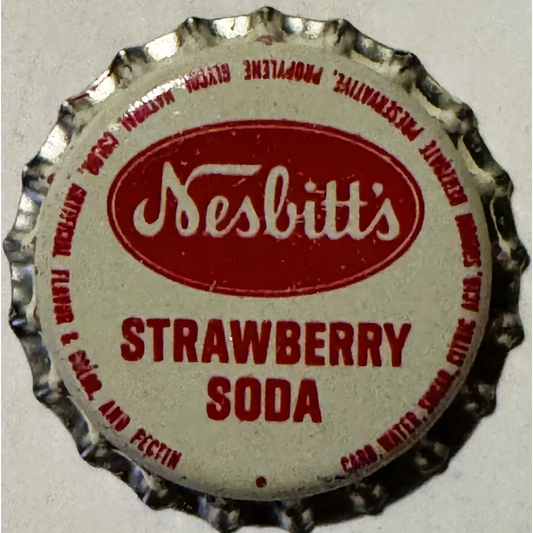 Nesbitt's
STRAWBERRY
SODA
CARB. WATER, SUGAR, CITRIC ACID, SODIUM BENZOATE PRESERVATIVE, PROPYLENE GLYCOL, NATURAL COLOR, ARTIFICIAL FLAVOR & COLOR, AND PECTIN